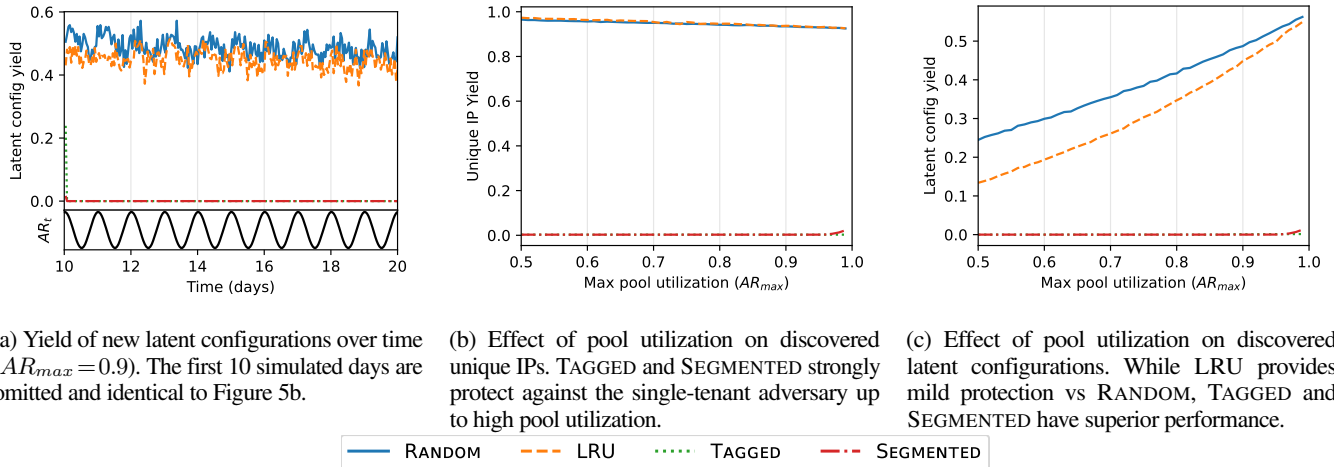 0.6
0.4
0.2
0.0
Latent config yield
AR_t
10 12 14 16 18 20
Time (days)
1.0
0.8
0.6
0.4
0.2
0.0
Unique IP Yield
0.5 0.6 0.7 0.8 0.9 1.0
Max pool utilization (AR_max)
0.5
0.4
0.3
0.2
0.1
0.0
Latent config yield
0.5 0.6 0.7 0.8 0.9 1.0
Max pool utilization (AR_max)
a) Yield of new latent configurations over time
AR_max = 0.9). The first 10 simulated days are
omitted and identical to Figure 5b.
(b) Effect of pool utilization on discovered
unique IPs. TAGGED and SEGMENTED strongly
protect against the single-tenant adversary up
to high pool utilization.
(c) Effect of pool utilization on discovered
latent configurations. While LRU provides
mild protection vs RANDOM, TAGGED and
SEGMENTED have superior performance.
RANDOM LRU TAGGED SEGMENTED